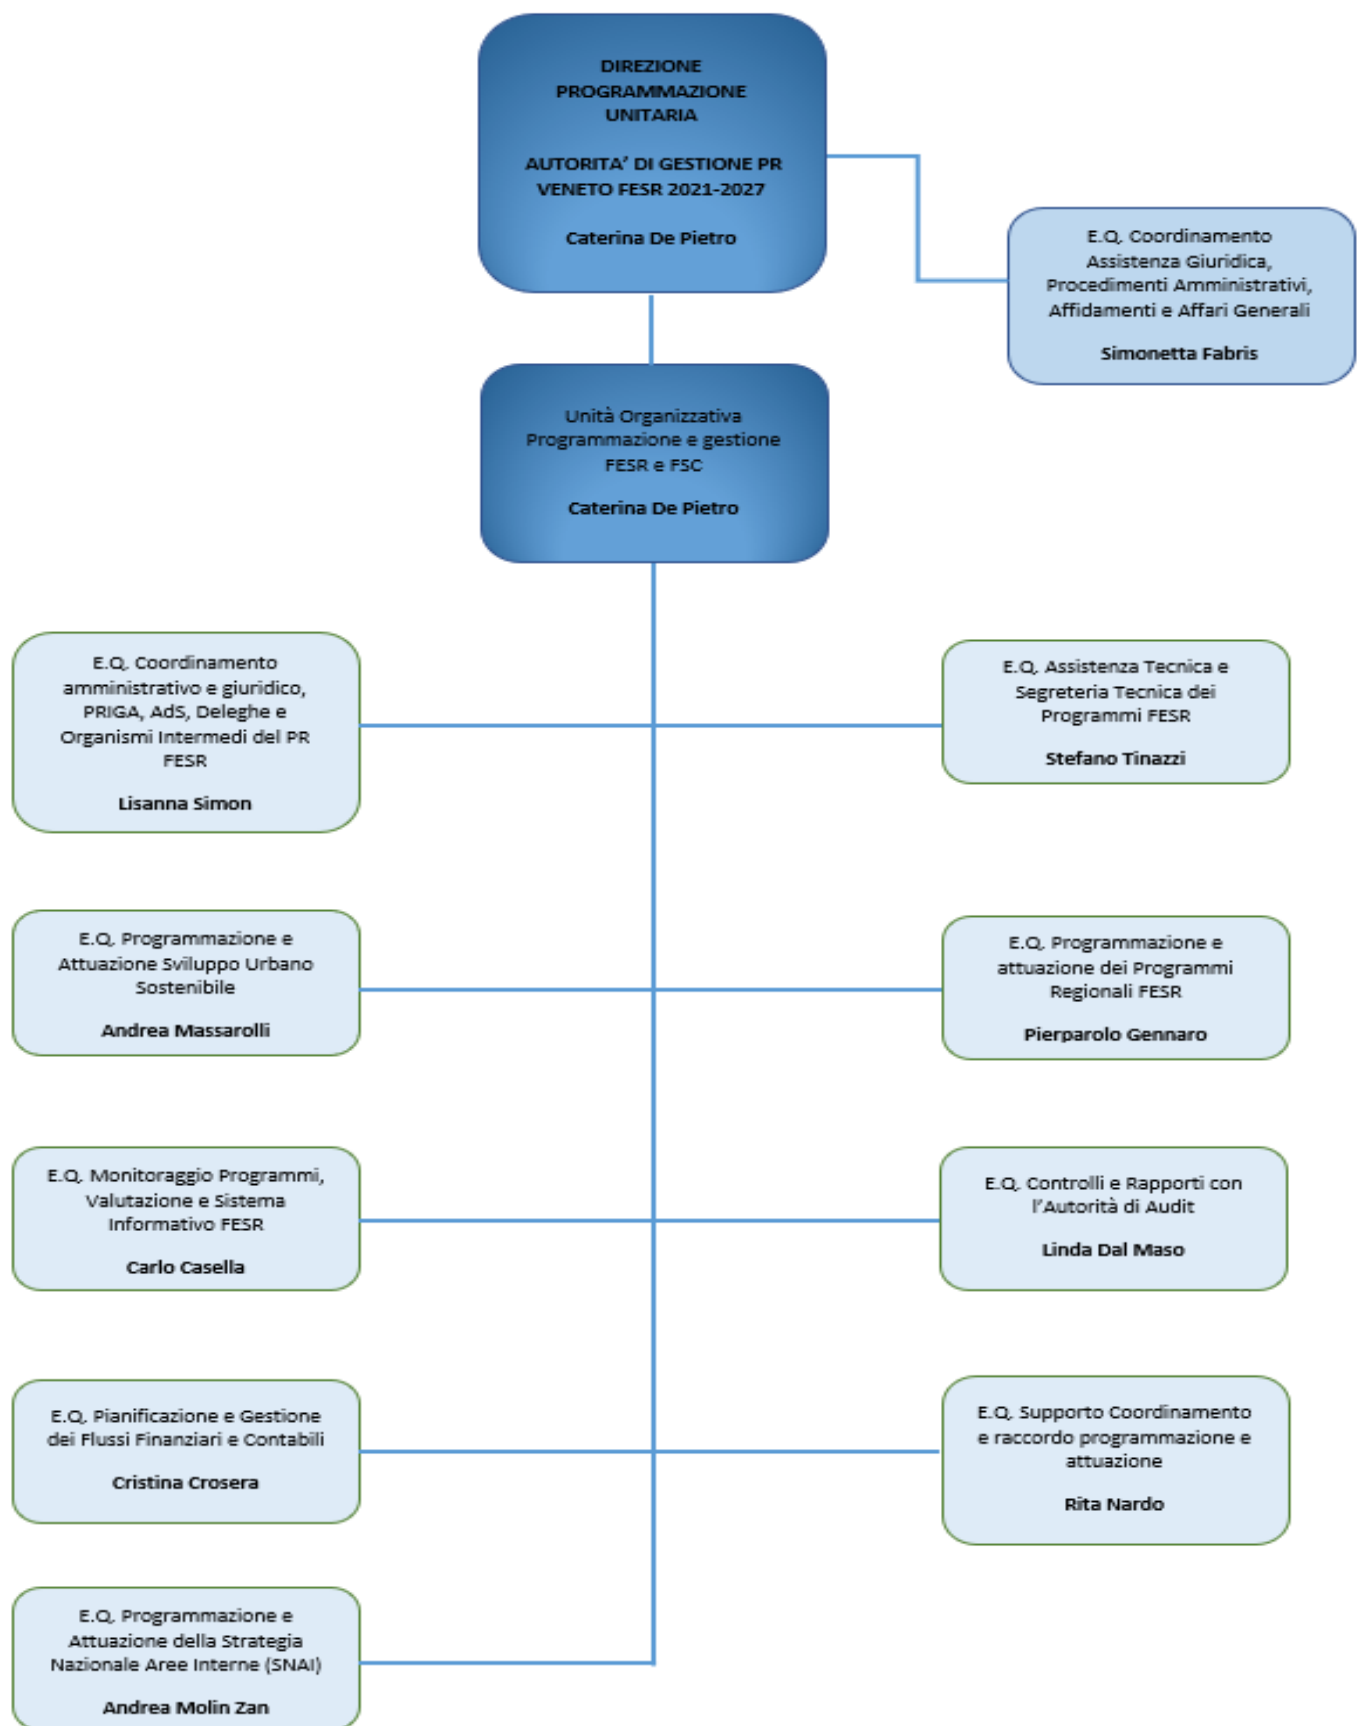 DIREZIONE
PROGRAMMAZIONE
UNITARIA
AUTORITA’ DI GESTIONE PR
VENETO FESR 2021-2027
Caterina De Pietro
E.Q. Coordinamento
Assistenza Giuridica,
Procedimenti Amministrativi,
Affidamenti e Affari Generali
Simonetta Fabris
Unità Organizzativa
Programmazione e gestione
FESR e FSC
Caterina De Pietro
E.Q. Coordinamento
amministrativo e giuridico,
PRIGA, AdS, Deleghe e
Organismi Intermedi del PR
FESR
Lisanna Simon
E.Q. Assistenza Tecnica e
Segreteria Tecnica dei
Programmi FESR
Stefano Tinazzi
E.Q. Programmazione e
Attuazione Sviluppo Urbano
Sostenibile
Andrea Massarolli
E.Q. Programmazione e
attuazione dei Programmi
Regionali FESR
Pierparolo Gennaro
E.Q. Monitoraggio Programmi,
Valutazione e Sistema
Informativo FESR
Carlo Casella
E.Q. Controlli e Rapporti con
l’Autorità di Audit
Linda Dal Maso
E.Q. Pianificazione e Gestione
dei Flussi Finanziari e Contabili
Cristina Crosera
E.Q. Supporto Coordinamento
e raccordo programmazione e
attuazione
Rita Nardo
E.Q. Programmazione e
Attuazione della Strategia
Nazionale Aree Interne (SNAI)
Andrea Molin Zan